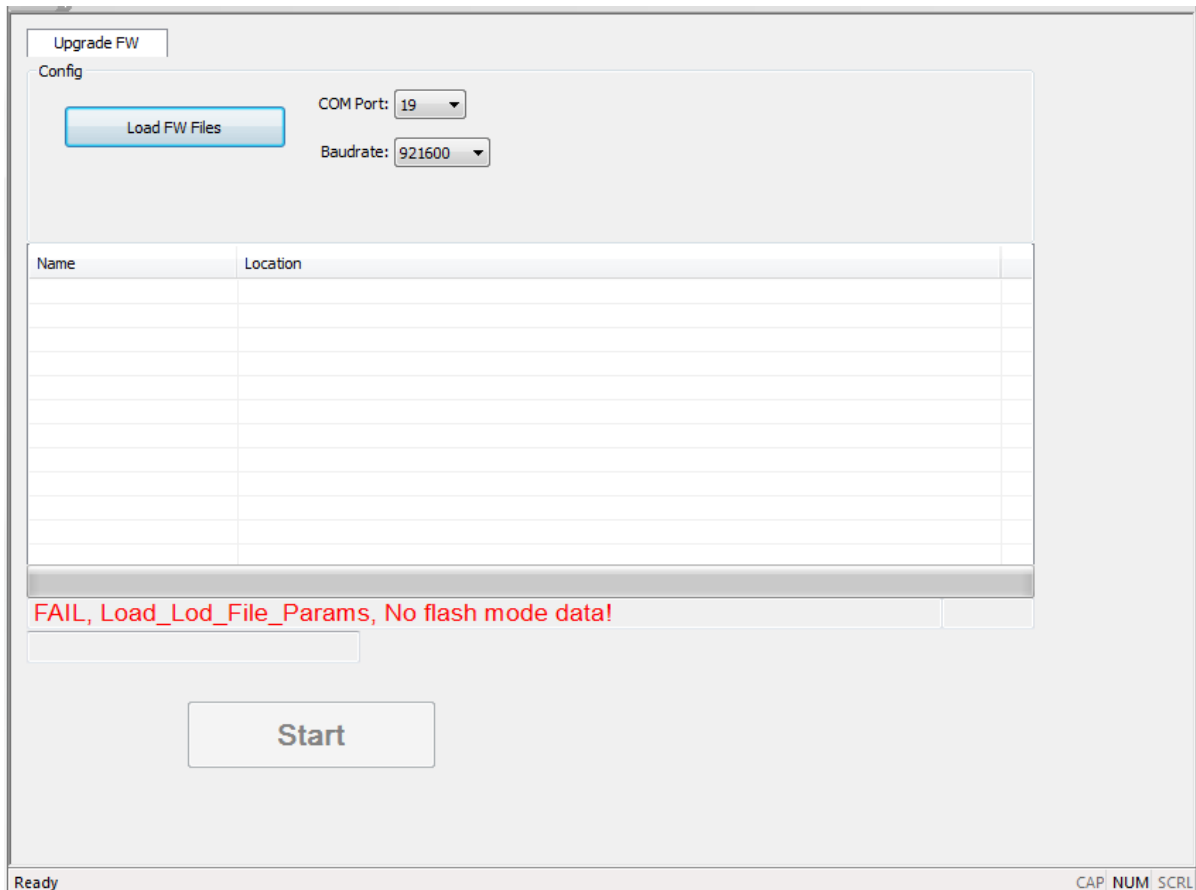 Upgrade FW
Config
Load FW Files
COM Port: 19
Baudrate: 921600
Name Location
FAIL, Load_Lod_File_Params, No flash mode data!
Start
Ready CAP NUM SCRL